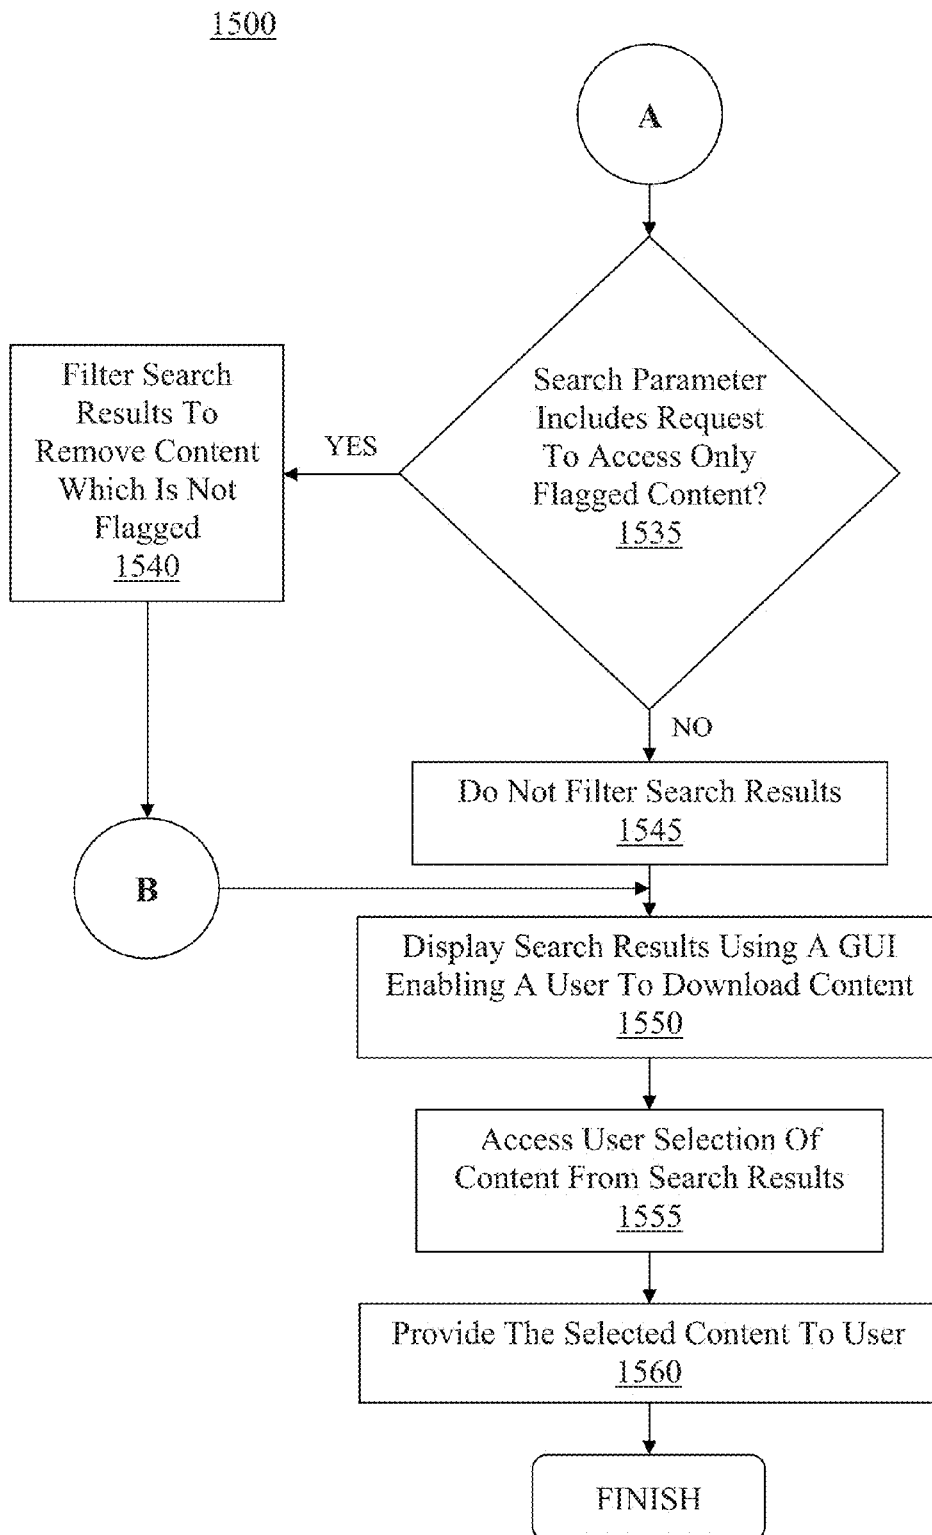 1500
A
Search Parameter
Includes Request
To Access Only
Flagged Content?
1535
YES
Filter Search
Results To
Remove Content
Which Is Not
Flagged
1540
NO
Do Not Filter Search Results
1545
B
Display Search Results Using A GUI
Enabling A User To Download Content
1550
Access User Selection Of
Content From Search Results
1555
Provide The Selected Content To User
1560
FINISH